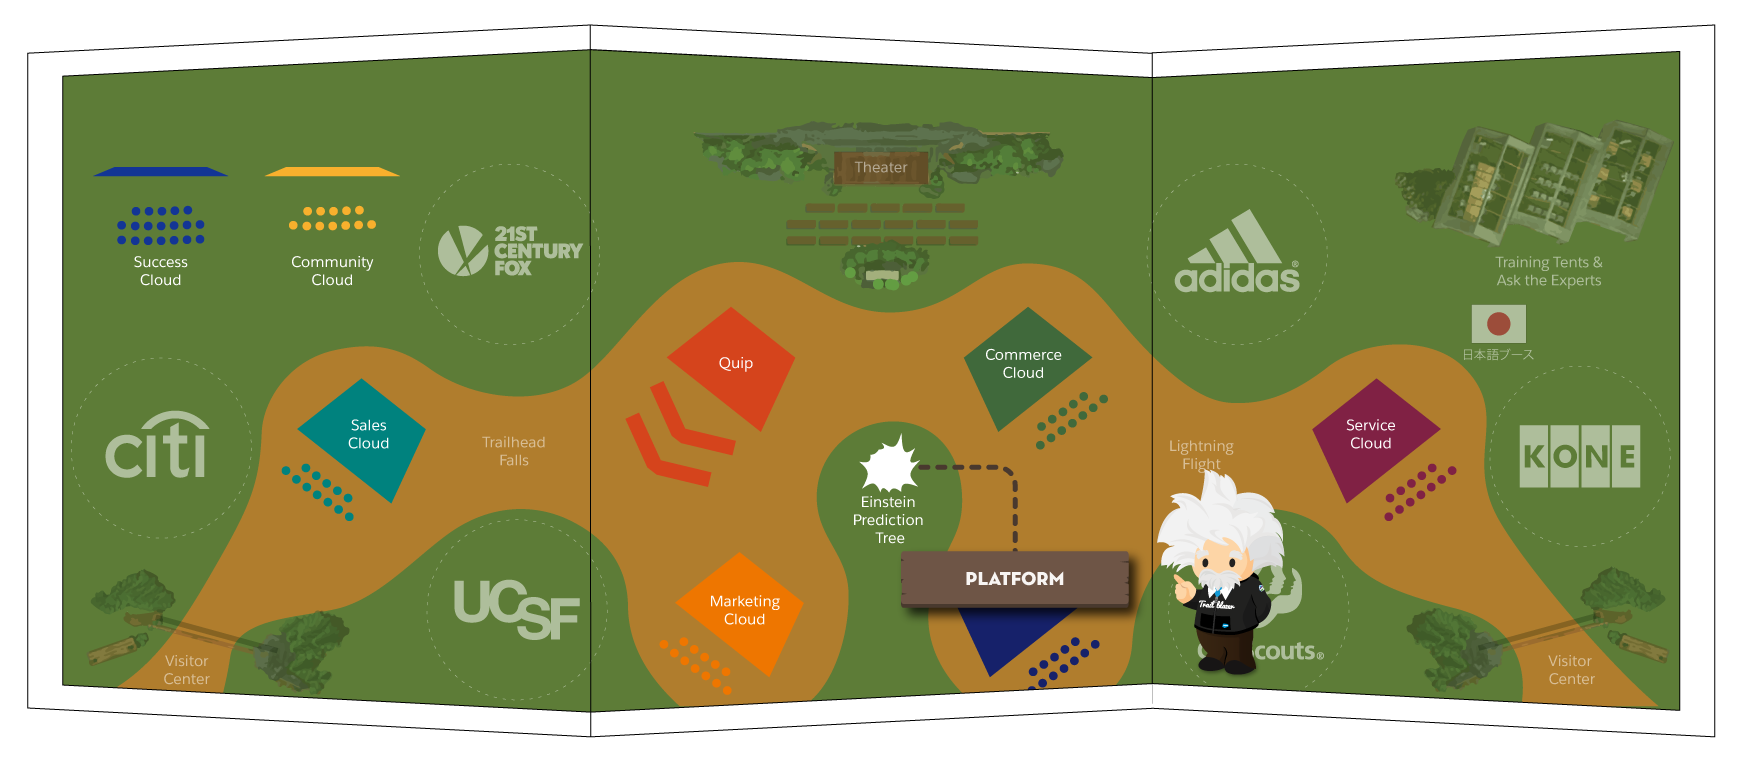 Theater
21ST
CENTURY
FOX
adidas®
Success
Cloud
Community
Cloud
Training Tents &
Ask the Experts
日本語ブース
Quip
Commerce
Cloud
citi
Sales
Cloud
Trailhead
Falls
Lightning
Flight
Service
Cloud
KONE
Einstein
Prediction
Tree
PLATFORM
UCSF
Marketing
Cloud
Trail blazer
couts®
Visitor
Center
Visitor
Center